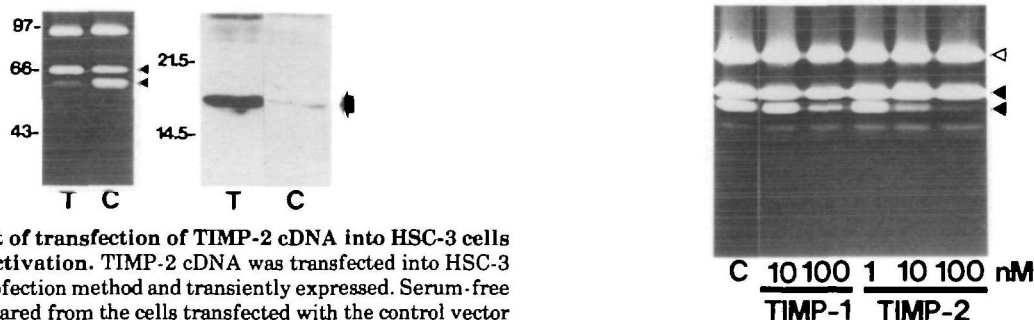 97-
66-
43-
T C
21.5-
14.5-
T C
t of transfection of TIMP-2 cDNA into HSC-3 cells
ctivation. TIMP-2 cDNA was transfected into HSC-3
ofection method and transiently expressed. Serum-free
ared from the cells transfected with the control vector
C 10 100 1 10 100 nM
TIMP-1 TIMP-2